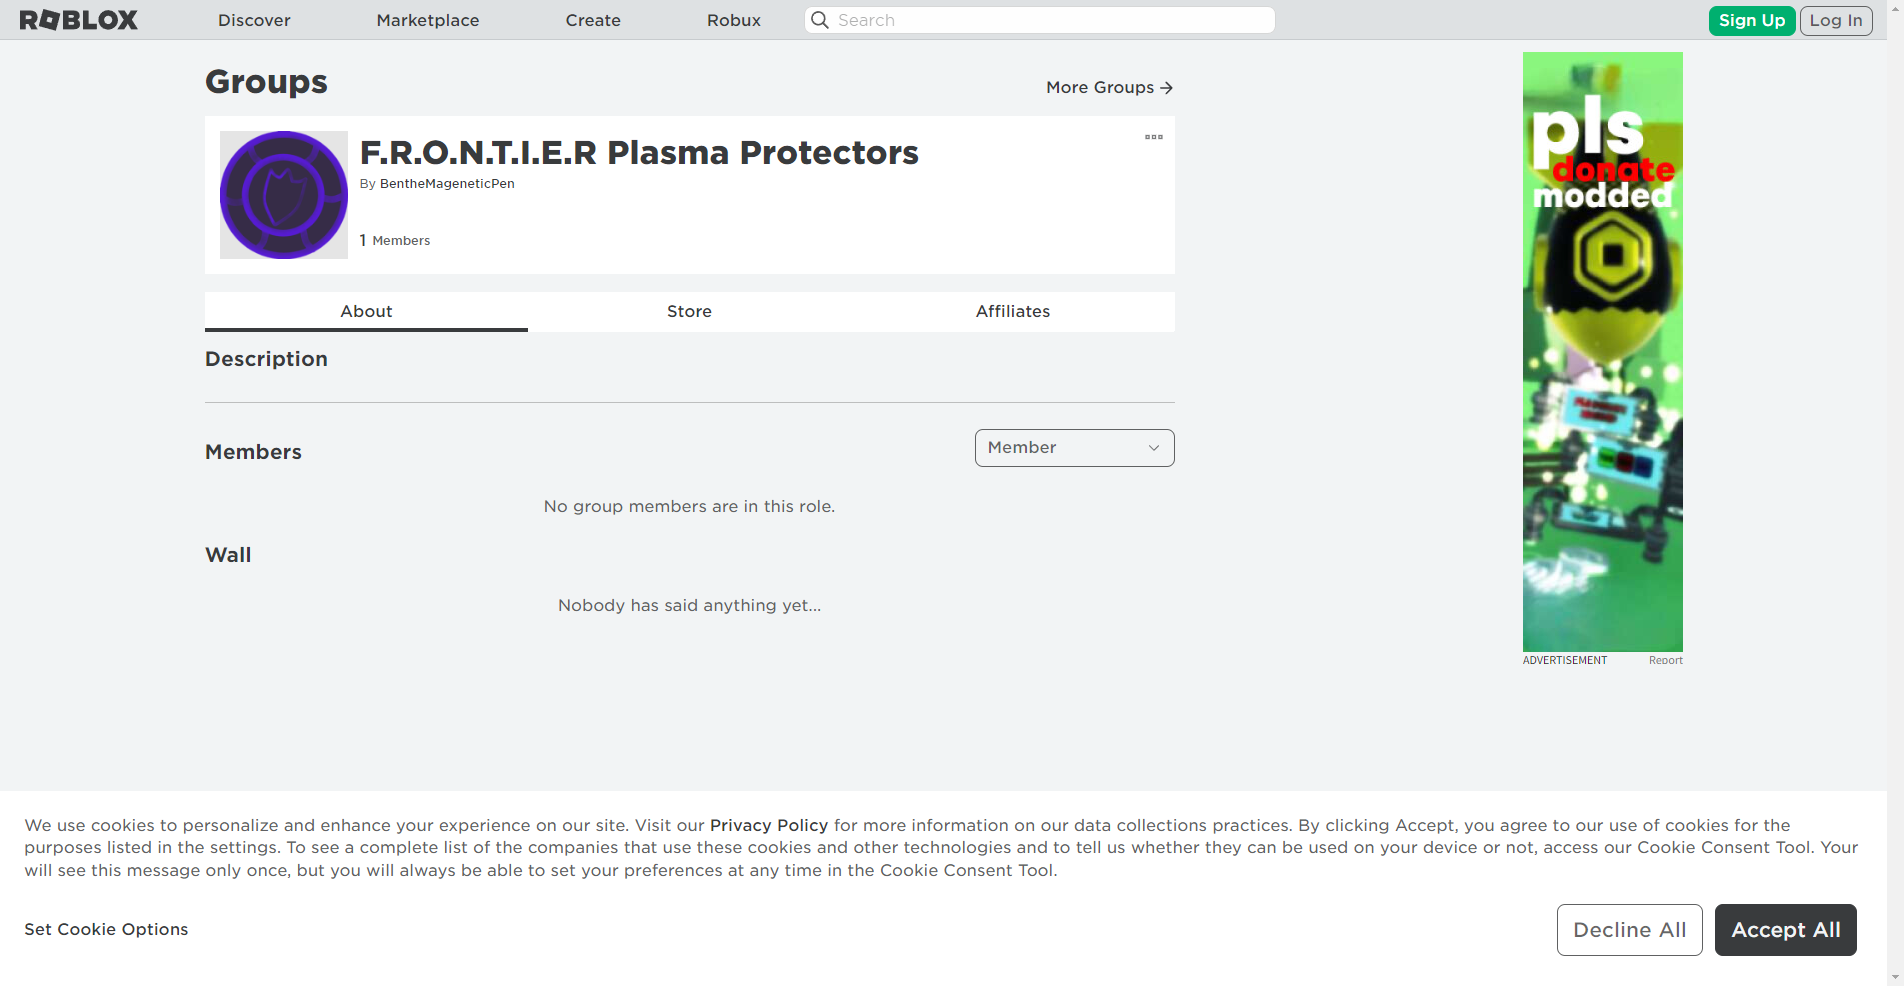 ROBLOX
Discover
Marketplace
Create
Robux
Search
Sign Up
Log In
Groups
More Groups
F.R.O.N.T.I.E.R Plasma Protectors
By BentheMageneticPen
1 Members
About
Store
Affiliates
Description
Members
Member
No group members are in this role.
Wall
Nobody has said anything yet...
pls
donate
modded
ADVERTISEMENT
Report
We use cookies to personalize and enhance your experience on our site. Visit our Privacy Policy for more information on our data collections practices. By clicking Accept, you agree to our use of cookies for the
purposes listed in the settings. To see a complete list of the companies that use these cookies and other technologies and to tell us whether they can be used on your device or not, access our Cookie Consent Tool. Your
will see this message only once, but you will always be able to set your preferences at any time in the Cookie Consent Tool.
Set Cookie Options
Decline All
Accept All